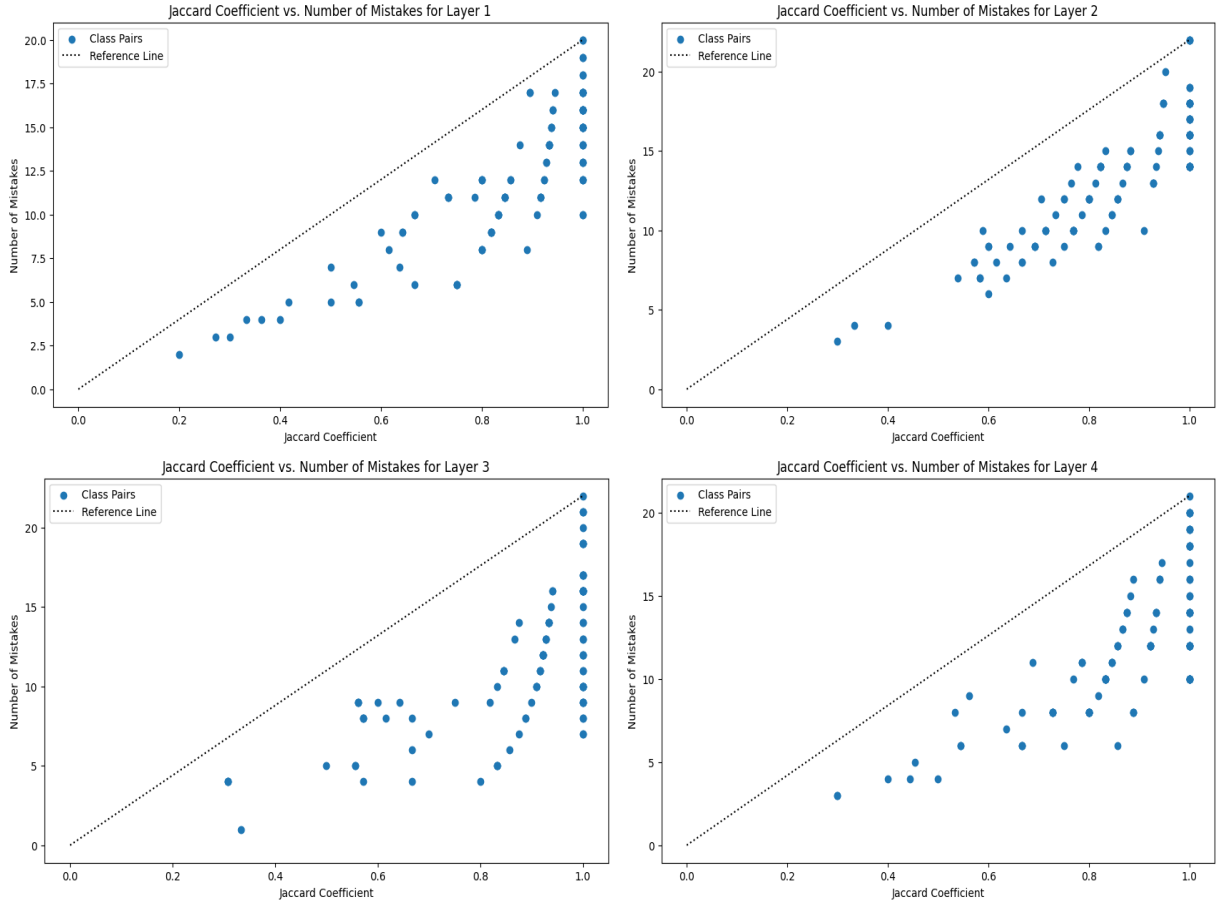 Jaccard Coefficient vs. Number of Mistakes for Layer 1
Class Pairs
Reference Line
Number of Mistakes
20.0
17.5
15.0
12.5
10.0
7.5
5.0
2.5
0.0
0.0 0.2 0.4 0.6 0.8 1.0
Jaccard Coefficient
Jaccard Coefficient vs. Number of Mistakes for Layer 2
Class Pairs
Reference Line
Number of Mistakes
20
15
10
5
0
0.0 0.2 0.4 0.6 0.8 1.0
Jaccard Coefficient
Jaccard Coefficient vs. Number of Mistakes for Layer 3
Class Pairs
Reference Line
Number of Mistakes
20
15
10
5
0
0.0 0.2 0.4 0.6 0.8 1.0
Jaccard Coefficient
Jaccard Coefficient vs. Number of Mistakes for Layer 4
Class Pairs
Reference Line
Number of Mistakes
20
15
10
5
0
0.0 0.2 0.4 0.6 0.8 1.0
Jaccard Coefficient